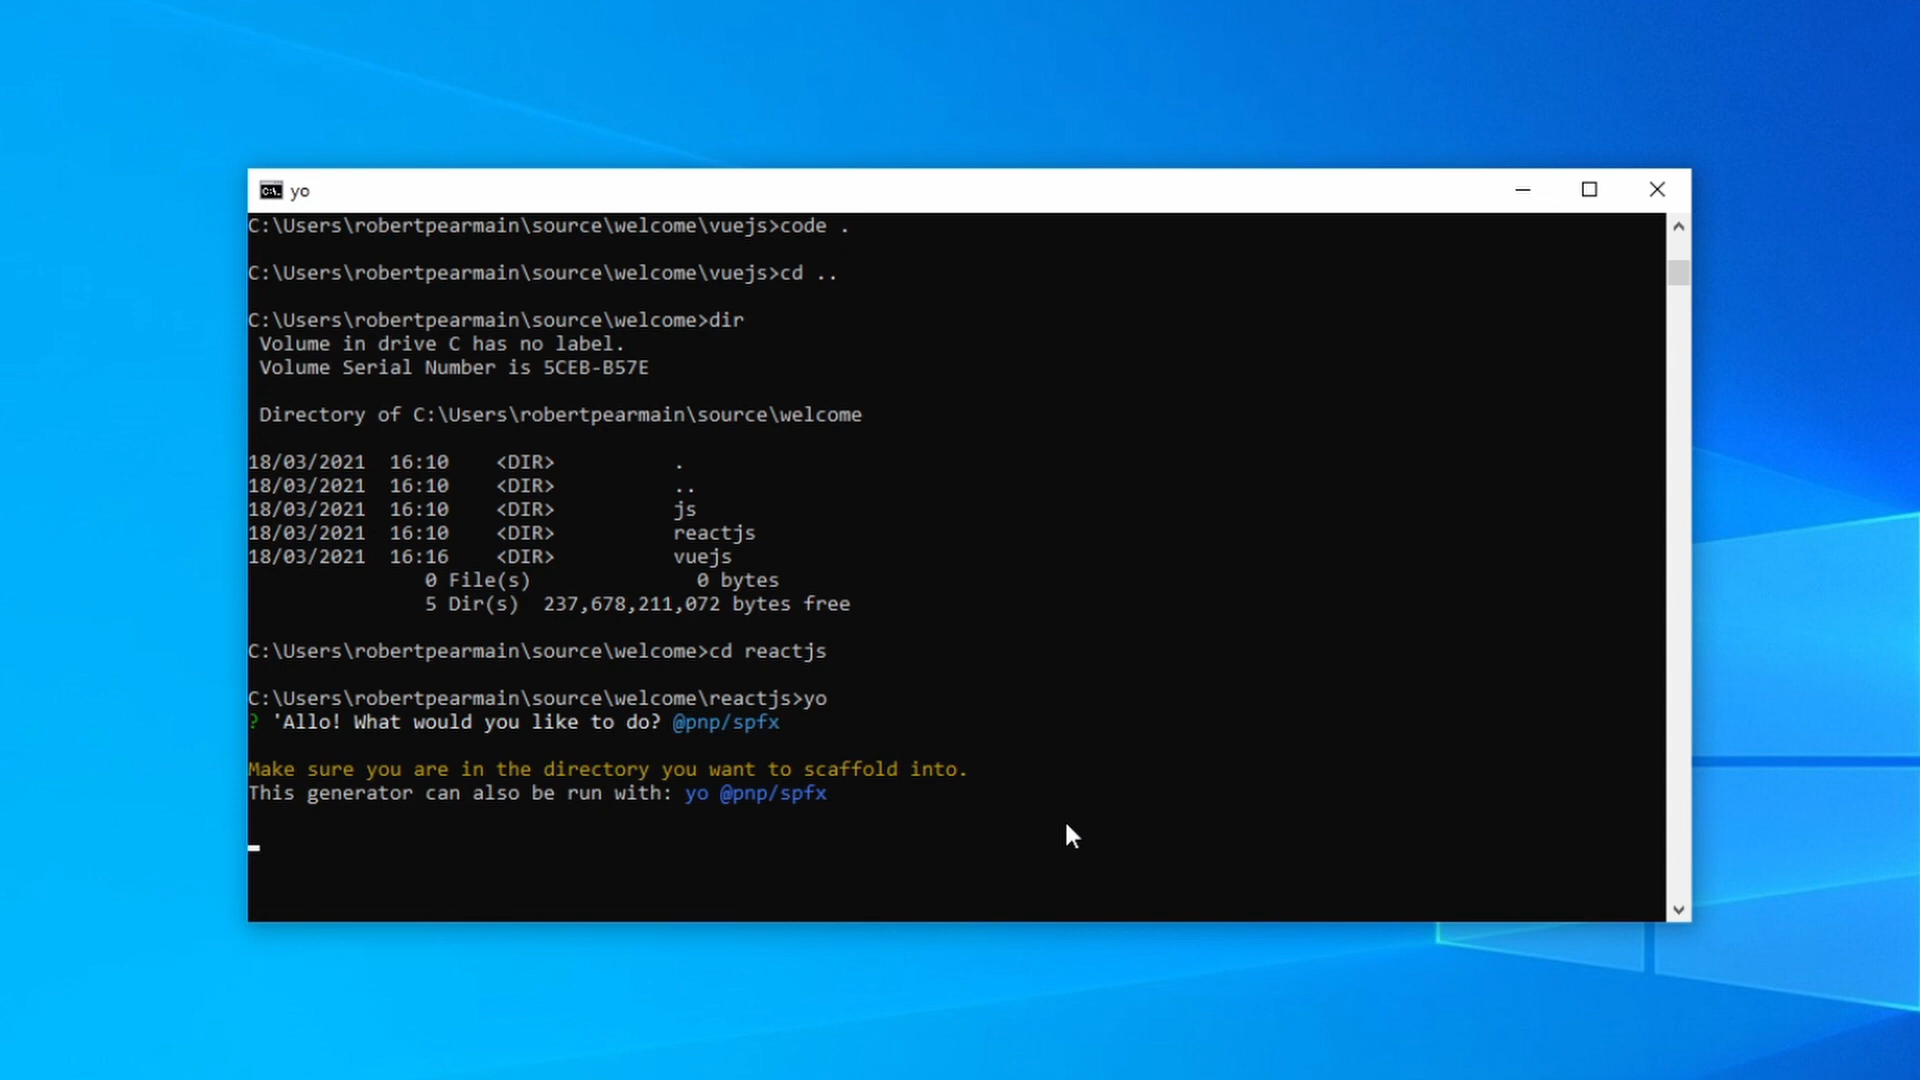 yo
C:\Users\robertpearmain\source\welcome\vuejs>code .
C:\Users\robertpearmain\source\welcome\vuejs>cd ..
C:\Users\robertpearmain\source\welcome>dir
Volume in drive C has no label.
Volume Serial Number is 5CEB-B57E
Directory of C:\Users\robertpearmain\source\welcome
18/03/2021  16:10    <DIR>          .
18/03/2021  16:10    <DIR>          ..
18/03/2021  16:10    <DIR>          js
18/03/2021  16:10    <DIR>          reactjs
18/03/2021  16:16    <DIR>          vuejs
0 File(s)              0 bytes
5 Dir(s)  237,678,211,072 bytes free
C:\Users\robertpearmain\source\welcome>cd reactjs
C:\Users\robertpearmain\source\welcome\reactjs>yo
? 'Allo! What would you like to do? @pnp/spfx
Make sure you are in the directory you want to scaffold into.
This generator can also be run with: yo @pnp/spfx